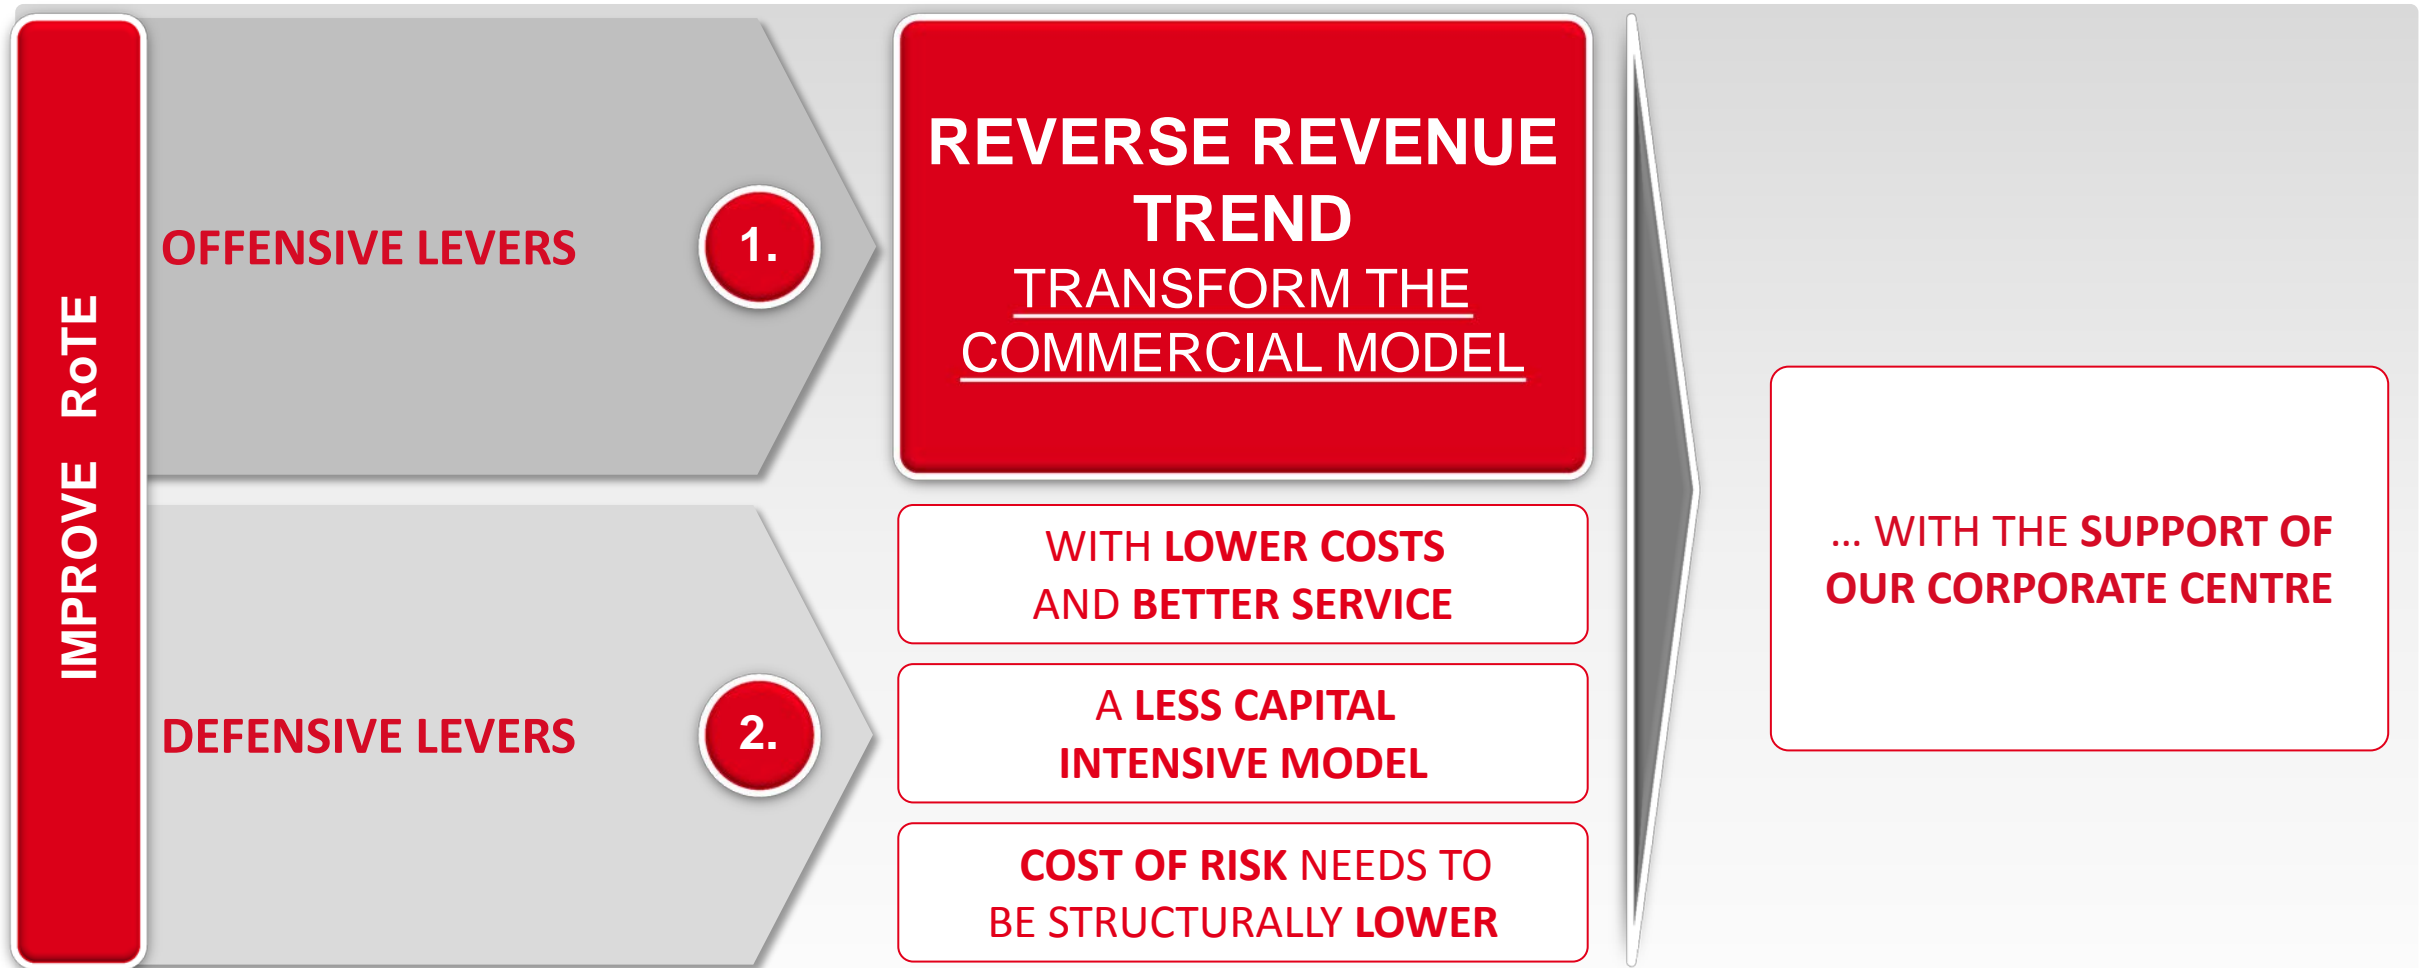 IMPROVE RoTE
OFFENSIVE LEVERS
1.
REVERSE REVENUE
TREND
TRANSFORM THE
COMMERCIAL MODEL
DEFENSIVE LEVERS
2.
WITH LOWER COSTS
AND BETTER SERVICE
A LESS CAPITAL
INTENSIVE MODEL
COST OF RISK NEEDS TO
BE STRUCTURALLY LOWER
... WITH THE SUPPORT OF
OUR CORPORATE CENTRE